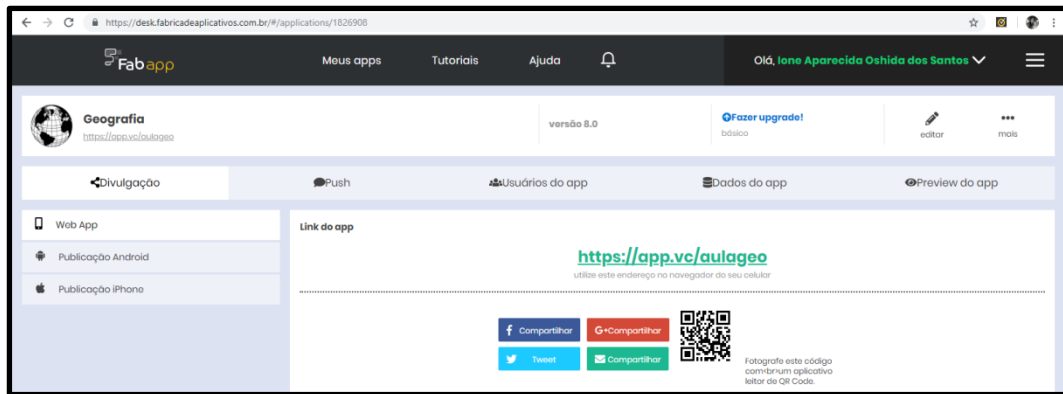 https://desk.fabricadeaplicativos.com.br/#/applications/1826908
Fabapp
Meus apps Tutoriais Ajuda
Olá, Ione Aparecida Oshida dos Santos
Geografia
https://app.vc/aulageo
versão 8.0
Fazer upgrade!
básico
editar
mais
Divulgação Push Usuários do app Dados do app Preview do app
Web App
Publicação Android
Publicação iPhone
Link do app
https://app.vc/aulageo
utilize este endereço no navegador do seu celular
f Compartilhar G+Compartilhar
Tweet Compartilhar
Fotografe este código
com<br>um aplicativo
leitor de QR Code.